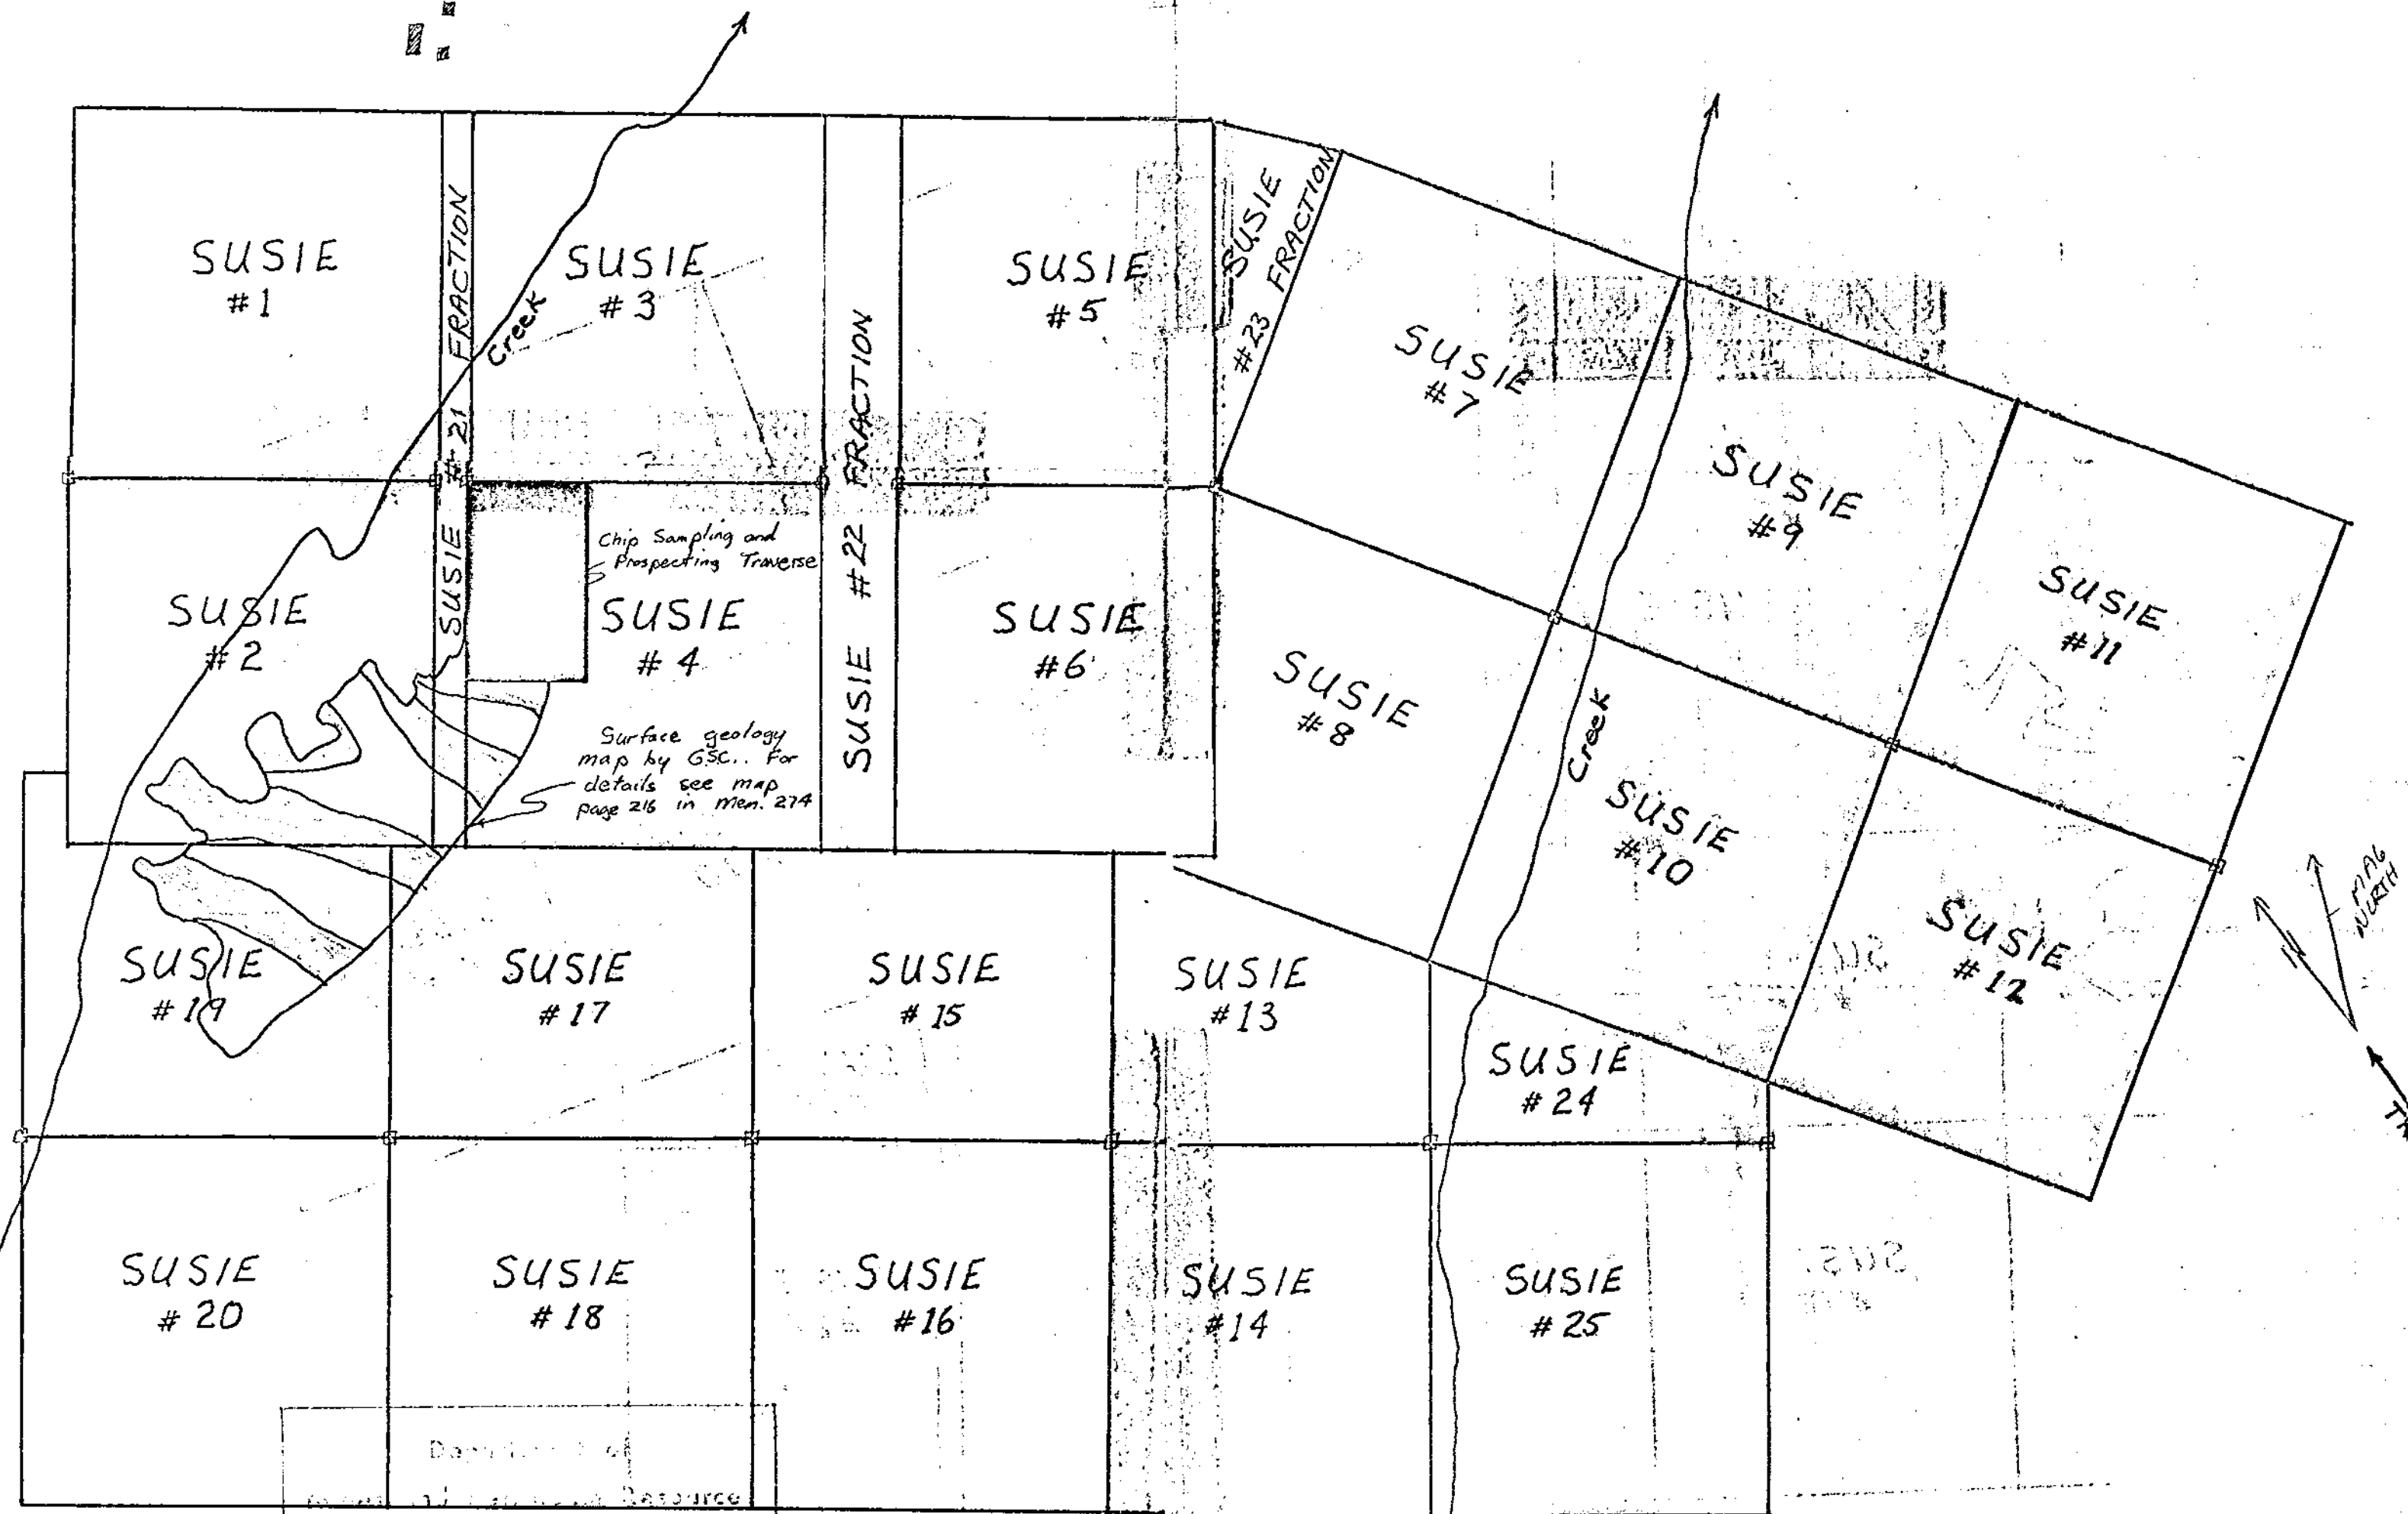 SUSIE
#1
SUSIE #21 FRACTION
Creek
SUSIE
#3
SUSIE #22 FRACTION
SUSIE
#5
SUSIE
#23 FRACTION
SUSIE
#7
SUSIE
#9
SUSIE
#11
SUSIE
#2
Chip Sampling and
Prospecting Traverse
SUSIE
#4
Surface geology
map by GSC.. For
details see map
page 216 in Mem. 274
SUSIE
#6
SUSIE
#8
Creek
SUSIE
#10
SUSIE
#12
MAG
NORTH
SUSIE
#19
SUSIE
#17
SUSIE
#15
SUSIE
#13
SUSIE
#24
SUSIE
#20
SUSIE
#18
SUSIE
#16
SUSIE
#14
SUSIE
#25
Resource